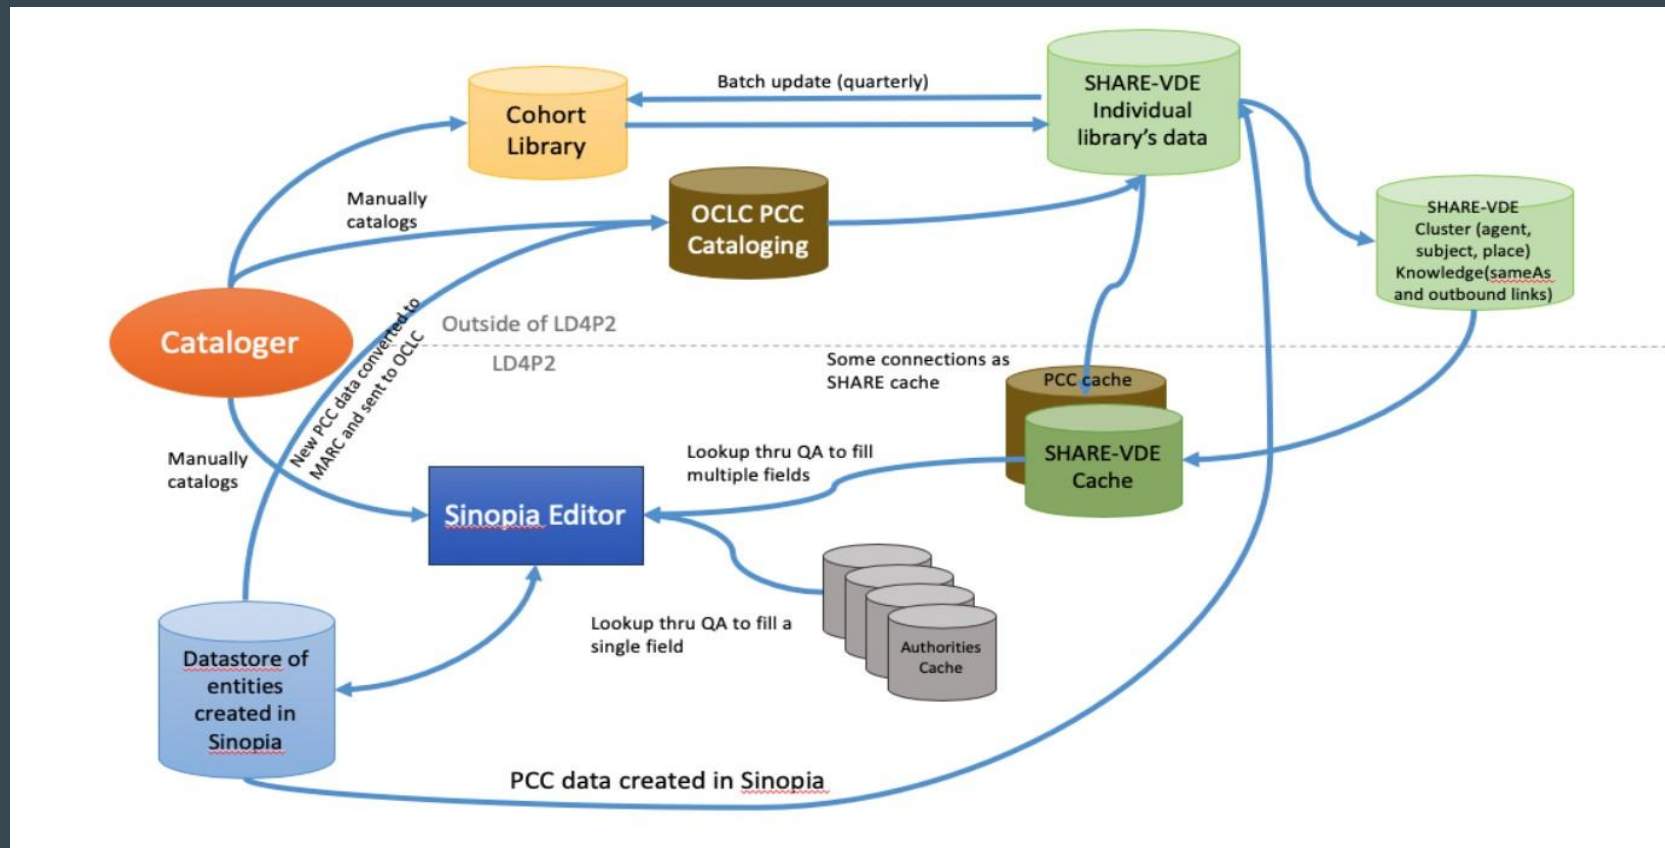 Batch update (quarterly)
Cohort
Library
SHARE-VDE
Individual
library's data
Manually
catalogs
OCLC PCC
Cataloging
SHARE-VDE
Cluster (agent,
subject, place)
Knowledge(sameAs
and outbound links)
Cataloger
New PCC data converted to
MARC and sent to OCLC
Outside of LD4P2
LD4P2
Some connections as
SHARE cache
PCC cache
SHARE-VDE
Cache
Manually
catalogs
Lookup thru QA to fill
multiple fields
Sinopia Editor
Lookup thru QA to fill a
single field
Authorities
Cache
Datastore of
entities
created in
Sinopia
PCC data created in Sinopia